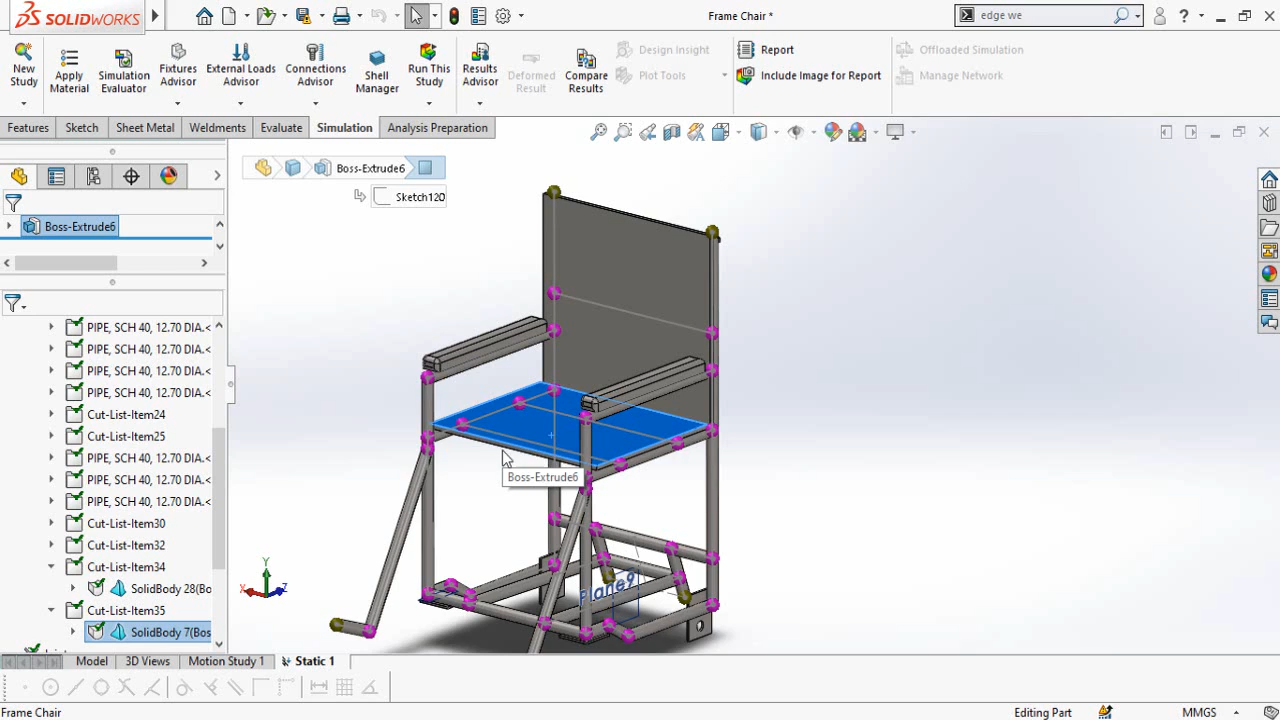 SOLIDWORKS
Frame Chair *
edge we
New Study
Apply Material
Simulation Evaluator
Fixtures Advisor
External Loads Advisor
Connections Advisor
Shell Manager
Run This Study
Results Advisor
Deformed Result
Compare Results
Design Insight
Plot Tools
Report
Include Image for Report
Offloaded Simulation
Manage Network
Features
Sketch
Sheet Metal
Weldments
Evaluate
Simulation
Analysis Preparation
Boss-Extrude6
Sketch120
Boss-Extrude6
PIPE, SCH 40, 12.70 DIA.<
PIPE, SCH 40, 12.70 DIA.<
PIPE, SCH 40, 12.70 DIA.<
PIPE, SCH 40, 12.70 DIA.<
Cut-List-Item24
Cut-List-Item25
PIPE, SCH 40, 12.70 DIA.<
PIPE, SCH 40, 12.70 DIA.<
PIPE, SCH 40, 12.70 DIA.<
Cut-List-Item30
Cut-List-Item32
Cut-List-Item34
SolidBody 28(Bo
Cut-List-Item35
SolidBody 7(Bos
Boss-Extrude6
Plane9
X
Y
Z
Model
3D Views
Motion Study 1
Static 1
Frame Chair
Editing Part
MMGS